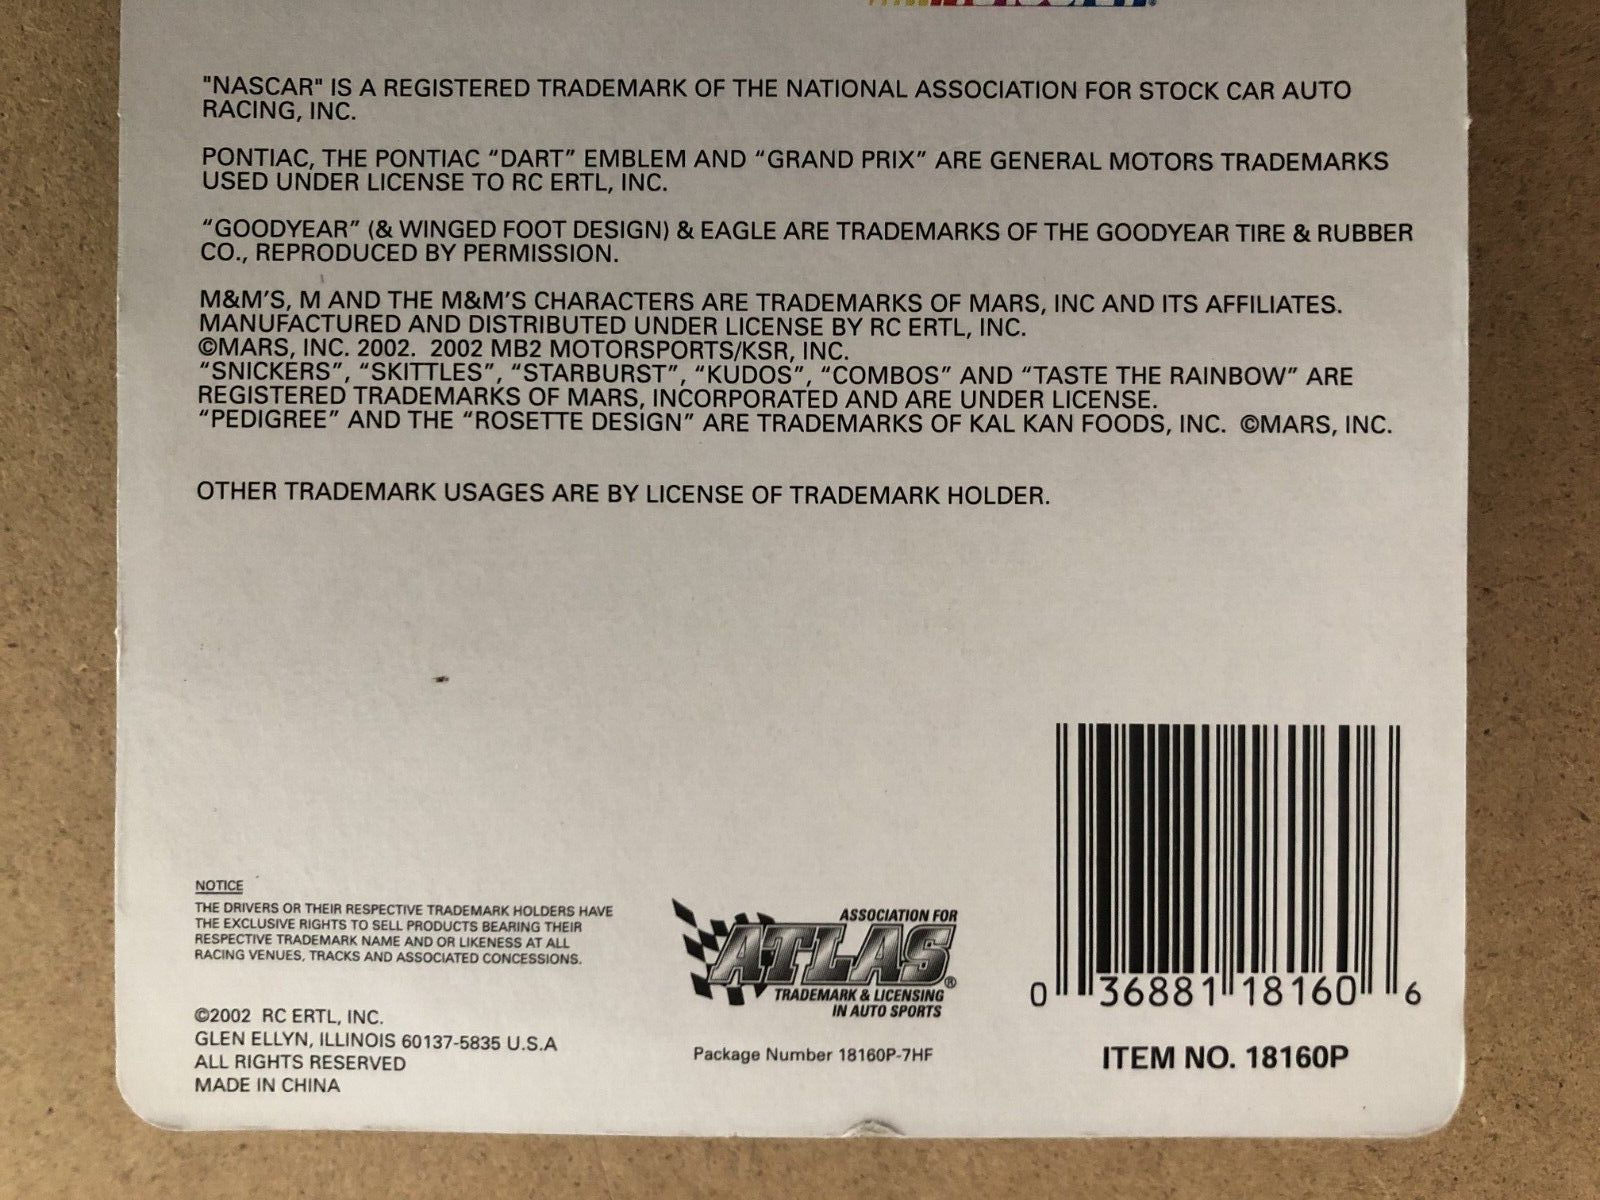 "NASCAR" IS A REGISTERED TRADEMARK OF THE NATIONAL ASSOCIATION FOR STOCK CAR AUTO
RACING, INC.
PONTIAC, THE PONTIAC “DART” EMBLEM AND “GRAND PRIX” ARE GENERAL MOTORS TRADEMARKS
USED UNDER LICENSE TO RC ERTL, INC.
“GOODYEAR” (& WINGED FOOT DESIGN) & EAGLE ARE TRADEMARKS OF THE GOODYEAR TIRE & RUBBER
CO., REPRODUCED BY PERMISSION.
M&M’S, M AND THE M&M’S CHARACTERS ARE TRADEMARKS OF MARS, INC AND ITS AFFILIATES.
MANUFACTURED AND DISTRIBUTED UNDER LICENSE BY RC ERTL, INC.
©MARS, INC. 2002. 2002 MB2 MOTORSPORTS/KSR, INC.
“SNICKERS”, “SKITTLES”, “STARBURST”, “KUDOS”, “COMBOS” AND “TASTE THE RAINBOW” ARE
REGISTERED TRADEMARKS OF MARS, INCORPORATED AND ARE UNDER LICENSE.
“PEDIGREE” AND THE “ROSETTE DESIGN” ARE TRADEMARKS OF KAL KAN FOODS, INC. ©MARS, INC.
OTHER TRADEMARK USAGES ARE BY LICENSE OF TRADEMARK HOLDER.
NOTICE
THE DRIVERS OR THEIR RESPECTIVE TRADEMARK HOLDERS HAVE
THE EXCLUSIVE RIGHTS TO SELL PRODUCTS BEARING THEIR
RESPECTIVE TRADEMARK NAME AND OR LIKENESS AT ALL
RACING VENUES, TRACKS AND ASSOCIATED CONCESSIONS.
©2002 RC ERTL, INC.
GLEN ELLYN, ILLINOIS 60137-5835 U.S.A
ALL RIGHTS RESERVED
MADE IN CHINA
ASSOCIATION FOR
ATLAS®
TRADEMARK & LICENSING
IN AUTO SPORTS
Package Number 18160P-7HF
0 36881 18160 6
ITEM NO. 18160P